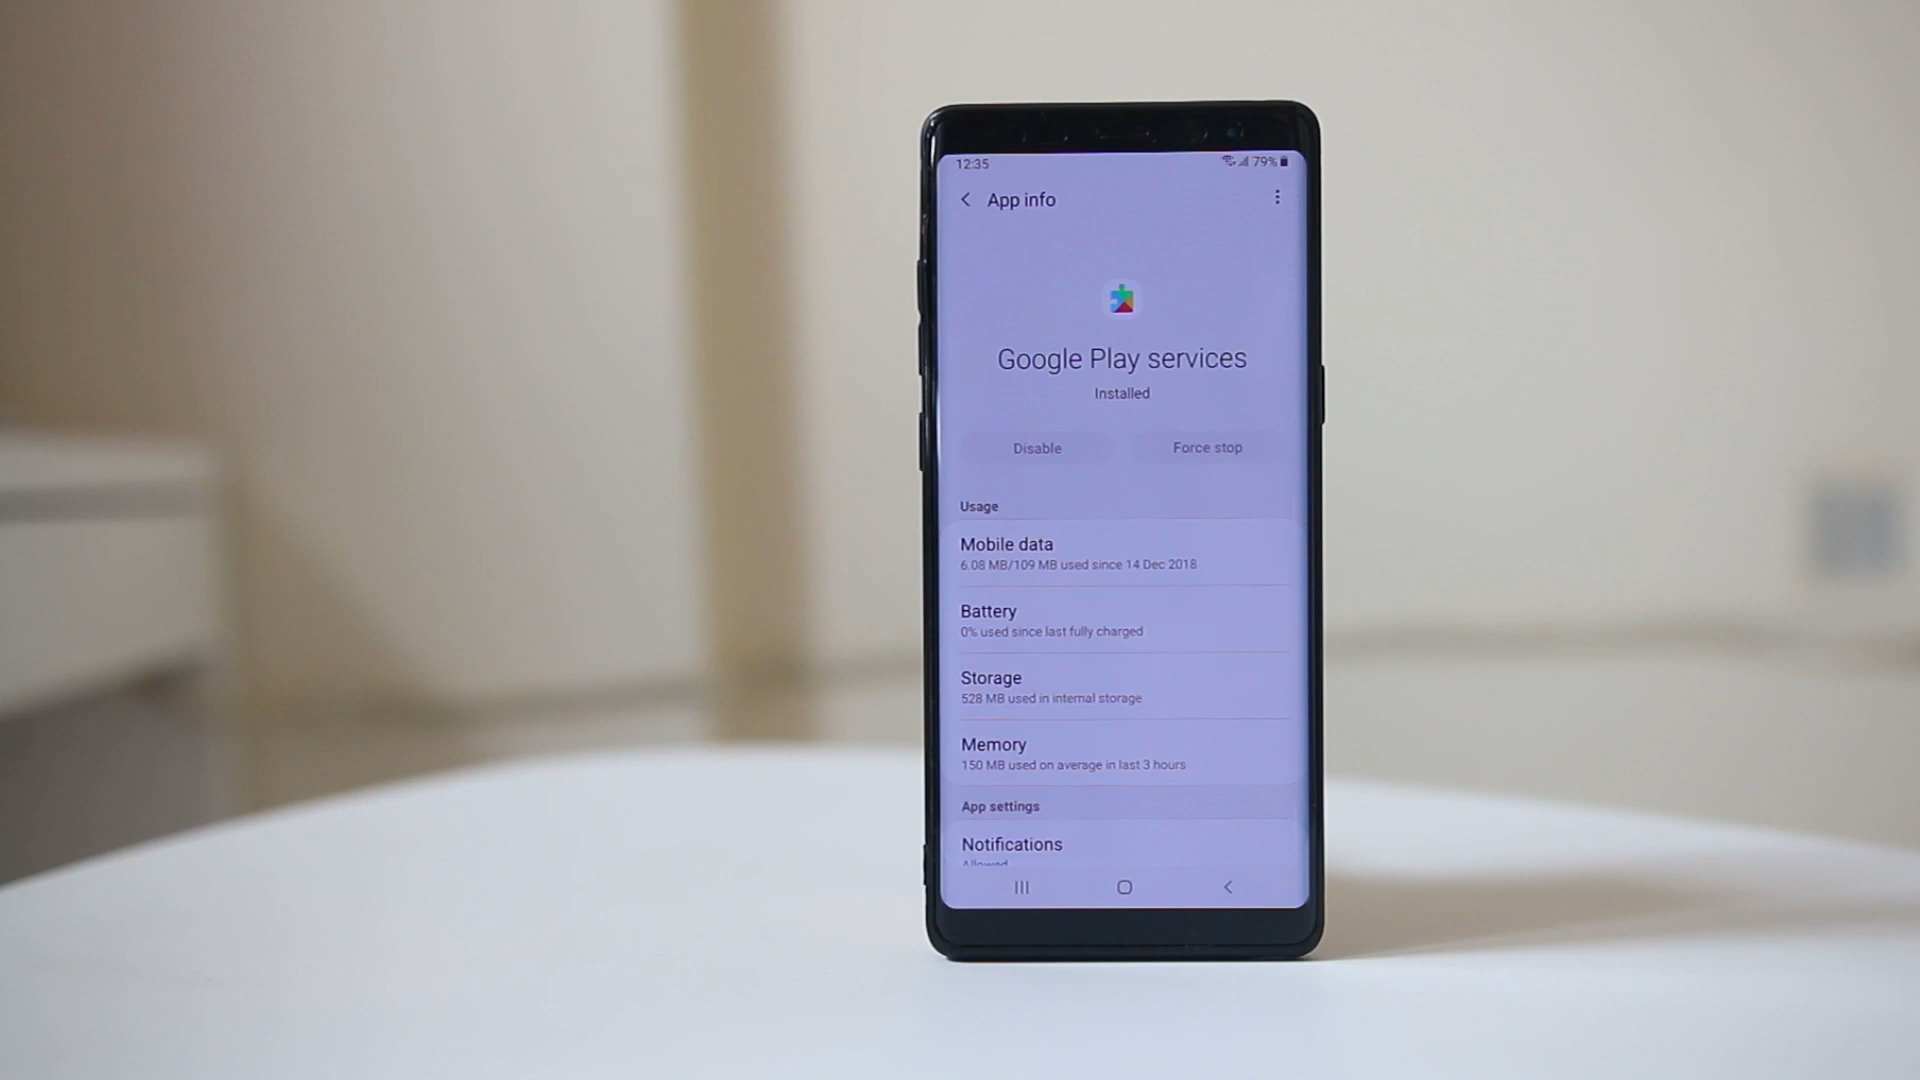 12:35
79%
App info
Google Play services
Installed
Disable
Force stop
Usage
Mobile data
6.08 MB/109 MB used since 14 Dec 2018
Battery
0% used since last fully charged
Storage
528 MB used in internal storage
Memory
150 MB used on average in last 3 hours
App settings
Notifications
Allowed